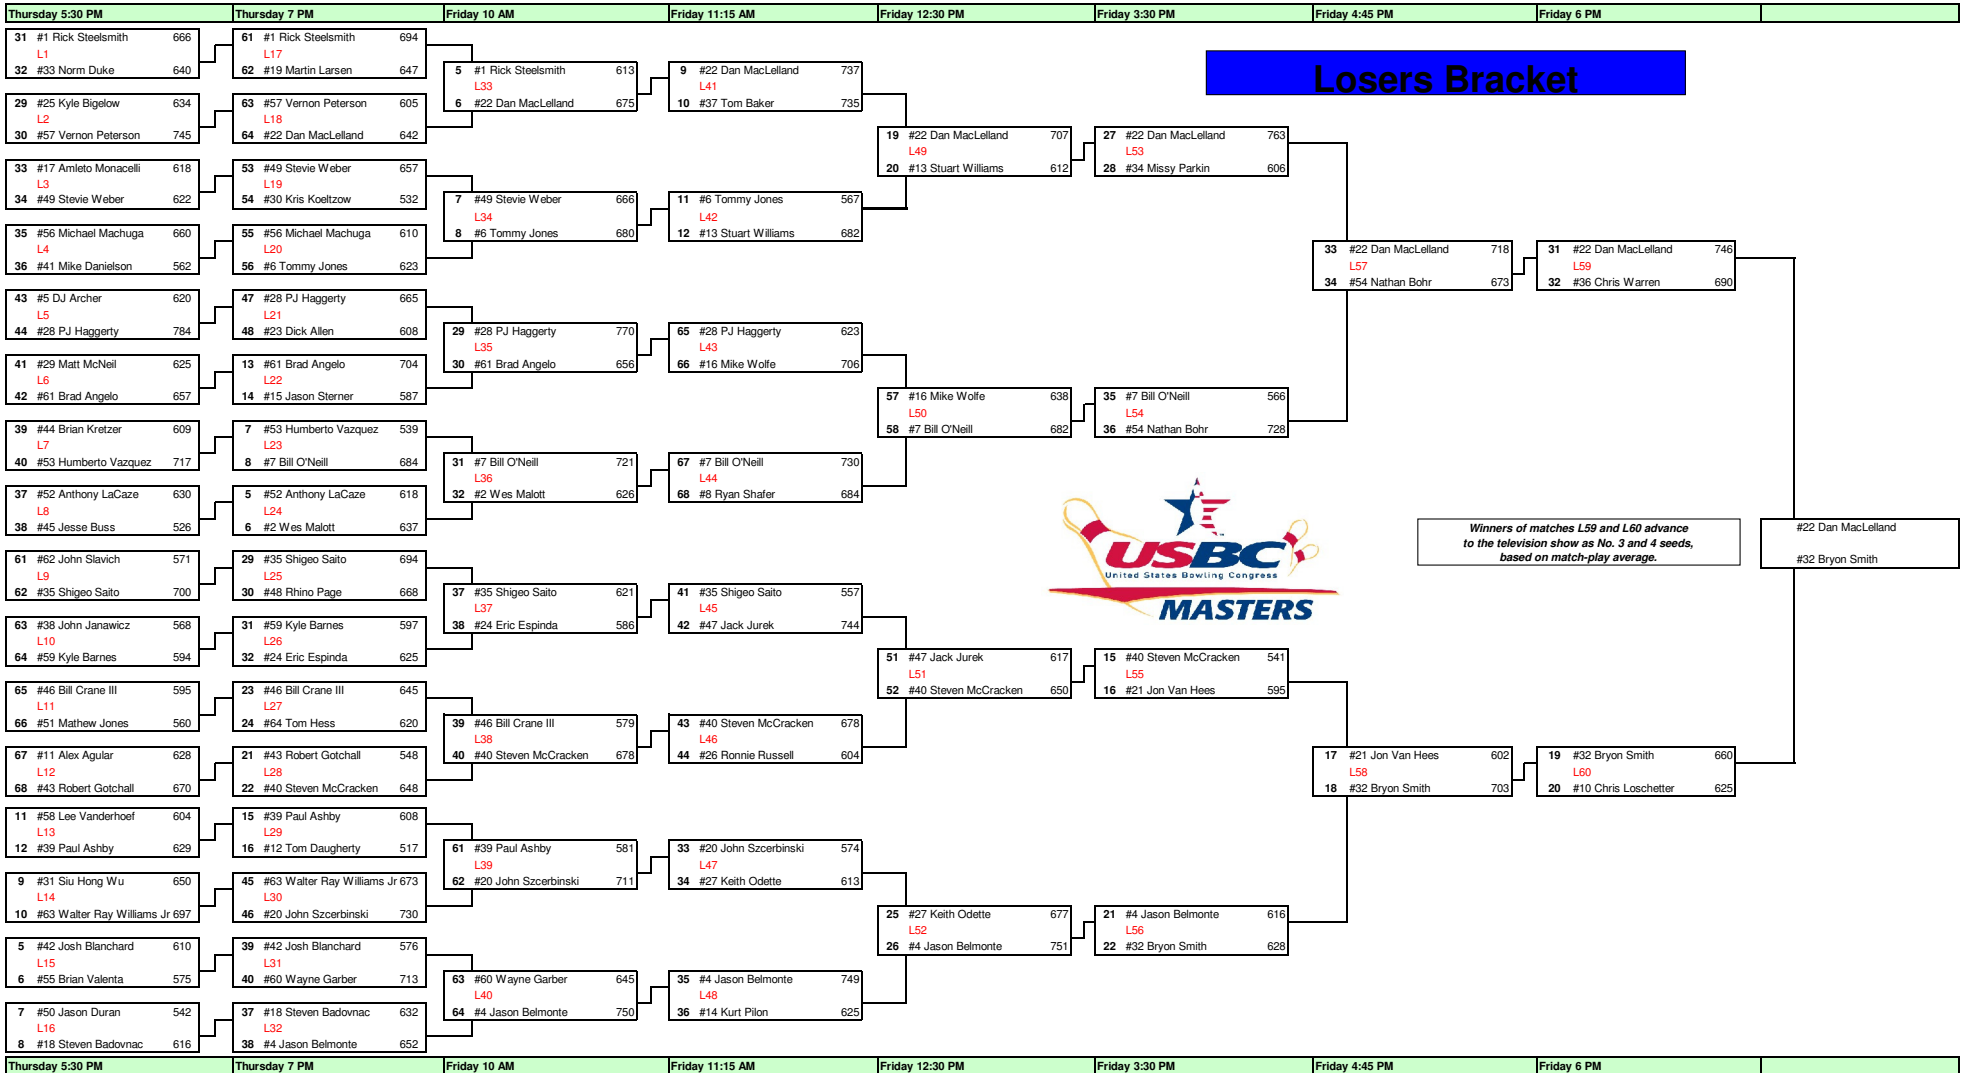 Thursday 5:30 PM
Thursday 7 PM
Friday 10 AM
Friday 11:15 AM
Friday 12:30 PM
Friday 3:30 PM
Friday 4:45 PM
Friday 6 PM
Losers Bracket
31 #1 Rick Steelsmith 666
L1
32 #33 Norm Duke 640
29 #25 Kyle Bigelow 634
L2
30 #57 Vernon Peterson 745
33 #17 Amleto Monacelli 618
L3
34 #49 Stevie Weber 622
35 #56 Michael Machuga 660
L4
36 #41 Mike Danielson 562
43 #5 DJ Archer 620
L5
44 #28 PJ Haggerty 784
41 #29 Matt McNeil 625
L6
42 #61 Brad Angelo 657
39 #44 Brian Kretzer 609
L7
40 #53 Humberto Vazquez 717
37 #52 Anthony LaCaze 630
L8
38 #45 Jesse Buss 526
61 #62 John Slavich 571
L9
62 #35 Shigeo Saito 700
63 #38 John Janawicz 568
L10
64 #59 Kyle Barnes 594
65 #46 Bill Crane III 595
L11
66 #51 Mathew Jones 560
67 #11 Alex Agular 628
L12
68 #43 Robert Gotchall 670
11 #58 Lee Vanderhoef 604
L13
12 #39 Paul Ashby 629
9 #31 Siu Hong Wu 650
L14
10 #63 Walter Ray Williams Jr 697
5 #42 Josh Blanchard 610
L15
6 #55 Brian Valenta 575
7 #50 Jason Duran 542
L16
8 #18 Steven Badovnac 616
61 #1 Rick Steelsmith 694
L17
62 #19 Martin Larsen 647
63 #57 Vernon Peterson 605
L18
64 #22 Dan MacLelland 642
53 #49 Stevie Weber 657
L19
54 #30 Kris Koeltzow 532
55 #56 Michael Machuga 610
L20
56 #6 Tommy Jones 623
47 #28 PJ Haggerty 665
L21
48 #23 Dick Allen 608
13 #61 Brad Angelo 704
L22
14 #15 Jason Sterner 587
7 #53 Humberto Vazquez 539
L23
8 #7 Bill O'Neill 684
5 #52 Anthony LaCaze 618
L24
6 #2 Wes Malott 637
29 #35 Shigeo Saito 694
L25
30 #48 Rhino Page 668
31 #59 Kyle Barnes 597
L26
32 #24 Eric Espinda 625
23 #46 Bill Crane III 645
L27
24 #64 Tom Hess 620
21 #43 Robert Gotchall 548
L28
22 #40 Steven McCracken 648
15 #39 Paul Ashby 608
L29
16 #12 Tom Daugherty 517
45 #63 Walter Ray Williams Jr 673
L30
46 #20 John Szcerbinski 730
39 #42 Josh Blanchard 576
L31
40 #60 Wayne Garber 713
37 #18 Steven Badovnac 632
L32
38 #4 Jason Belmonte 652
5 #1 Rick Steelsmith 613
L33
6 #22 Dan MacLelland 675
7 #49 Stevie Weber 666
L34
8 #6 Tommy Jones 680
29 #28 PJ Haggerty 770
L35
30 #61 Brad Angelo 656
31 #7 Bill O'Neill 721
L36
32 #2 Wes Malott 626
37 #35 Shigeo Saito 621
L37
38 #24 Eric Espinda 586
39 #46 Bill Crane III 579
L38
40 #40 Steven McCracken 678
61 #39 Paul Ashby 581
L39
62 #20 John Szcerbinski 711
63 #60 Wayne Garber 645
L40
64 #4 Jason Belmonte 750
9 #22 Dan MacLelland 737
L41
10 #37 Tom Baker 735
11 #6 Tommy Jones 567
L42
12 #13 Stuart Williams 682
65 #28 PJ Haggerty 623
L43
66 #16 Mike Wolfe 706
67 #7 Bill O'Neill 730
L44
68 #8 Ryan Shafer 684
41 #35 Shigeo Saito 557
L45
42 #47 Jack Jurek 744
43 #40 Steven McCracken 678
L46
44 #26 Ronnie Russell 604
33 #20 John Szcerbinski 574
L47
34 #27 Keith Odette 613
35 #4 Jason Belmonte 749
L48
36 #14 Kurt Pilon 625
19 #22 Dan MacLelland 707
L49
20 #13 Stuart Williams 612
57 #16 Mike Wolfe 638
L50
58 #7 Bill O'Neill 682
51 #47 Jack Jurek 617
L51
52 #40 Steven McCracken 650
25 #27 Keith Odette 677
L52
26 #4 Jason Belmonte 751
27 #22 Dan MacLelland 763
L53
28 #34 Missy Parkin 606
35 #7 Bill O'Neill 566
L54
36 #54 Nathan Bohr 728
15 #40 Steven McCracken 541
L55
16 #21 Jon Van Hees 595
21 #4 Jason Belmonte 616
L56
22 #32 Bryon Smith 628
33 #22 Dan MacLelland 718
L57
34 #54 Nathan Bohr 673
17 #21 Jon Van Hees 602
L58
18 #32 Bryon Smith 703
31 #22 Dan MacLelland 746
L59
32 #36 Chris Warren 690
19 #32 Bryon Smith 660
L60
20 #10 Chris Loschetter 625
USBC
United States Bowling Congress
MASTERS
Winners of matches L59 and L60 advance
to the television show as No. 3 and 4 seeds,
based on match-play average.
#22 Dan MacLelland
#32 Bryon Smith
Thursday 5:30 PM
Thursday 7 PM
Friday 10 AM
Friday 11:15 AM
Friday 12:30 PM
Friday 3:30 PM
Friday 4:45 PM
Friday 6 PM